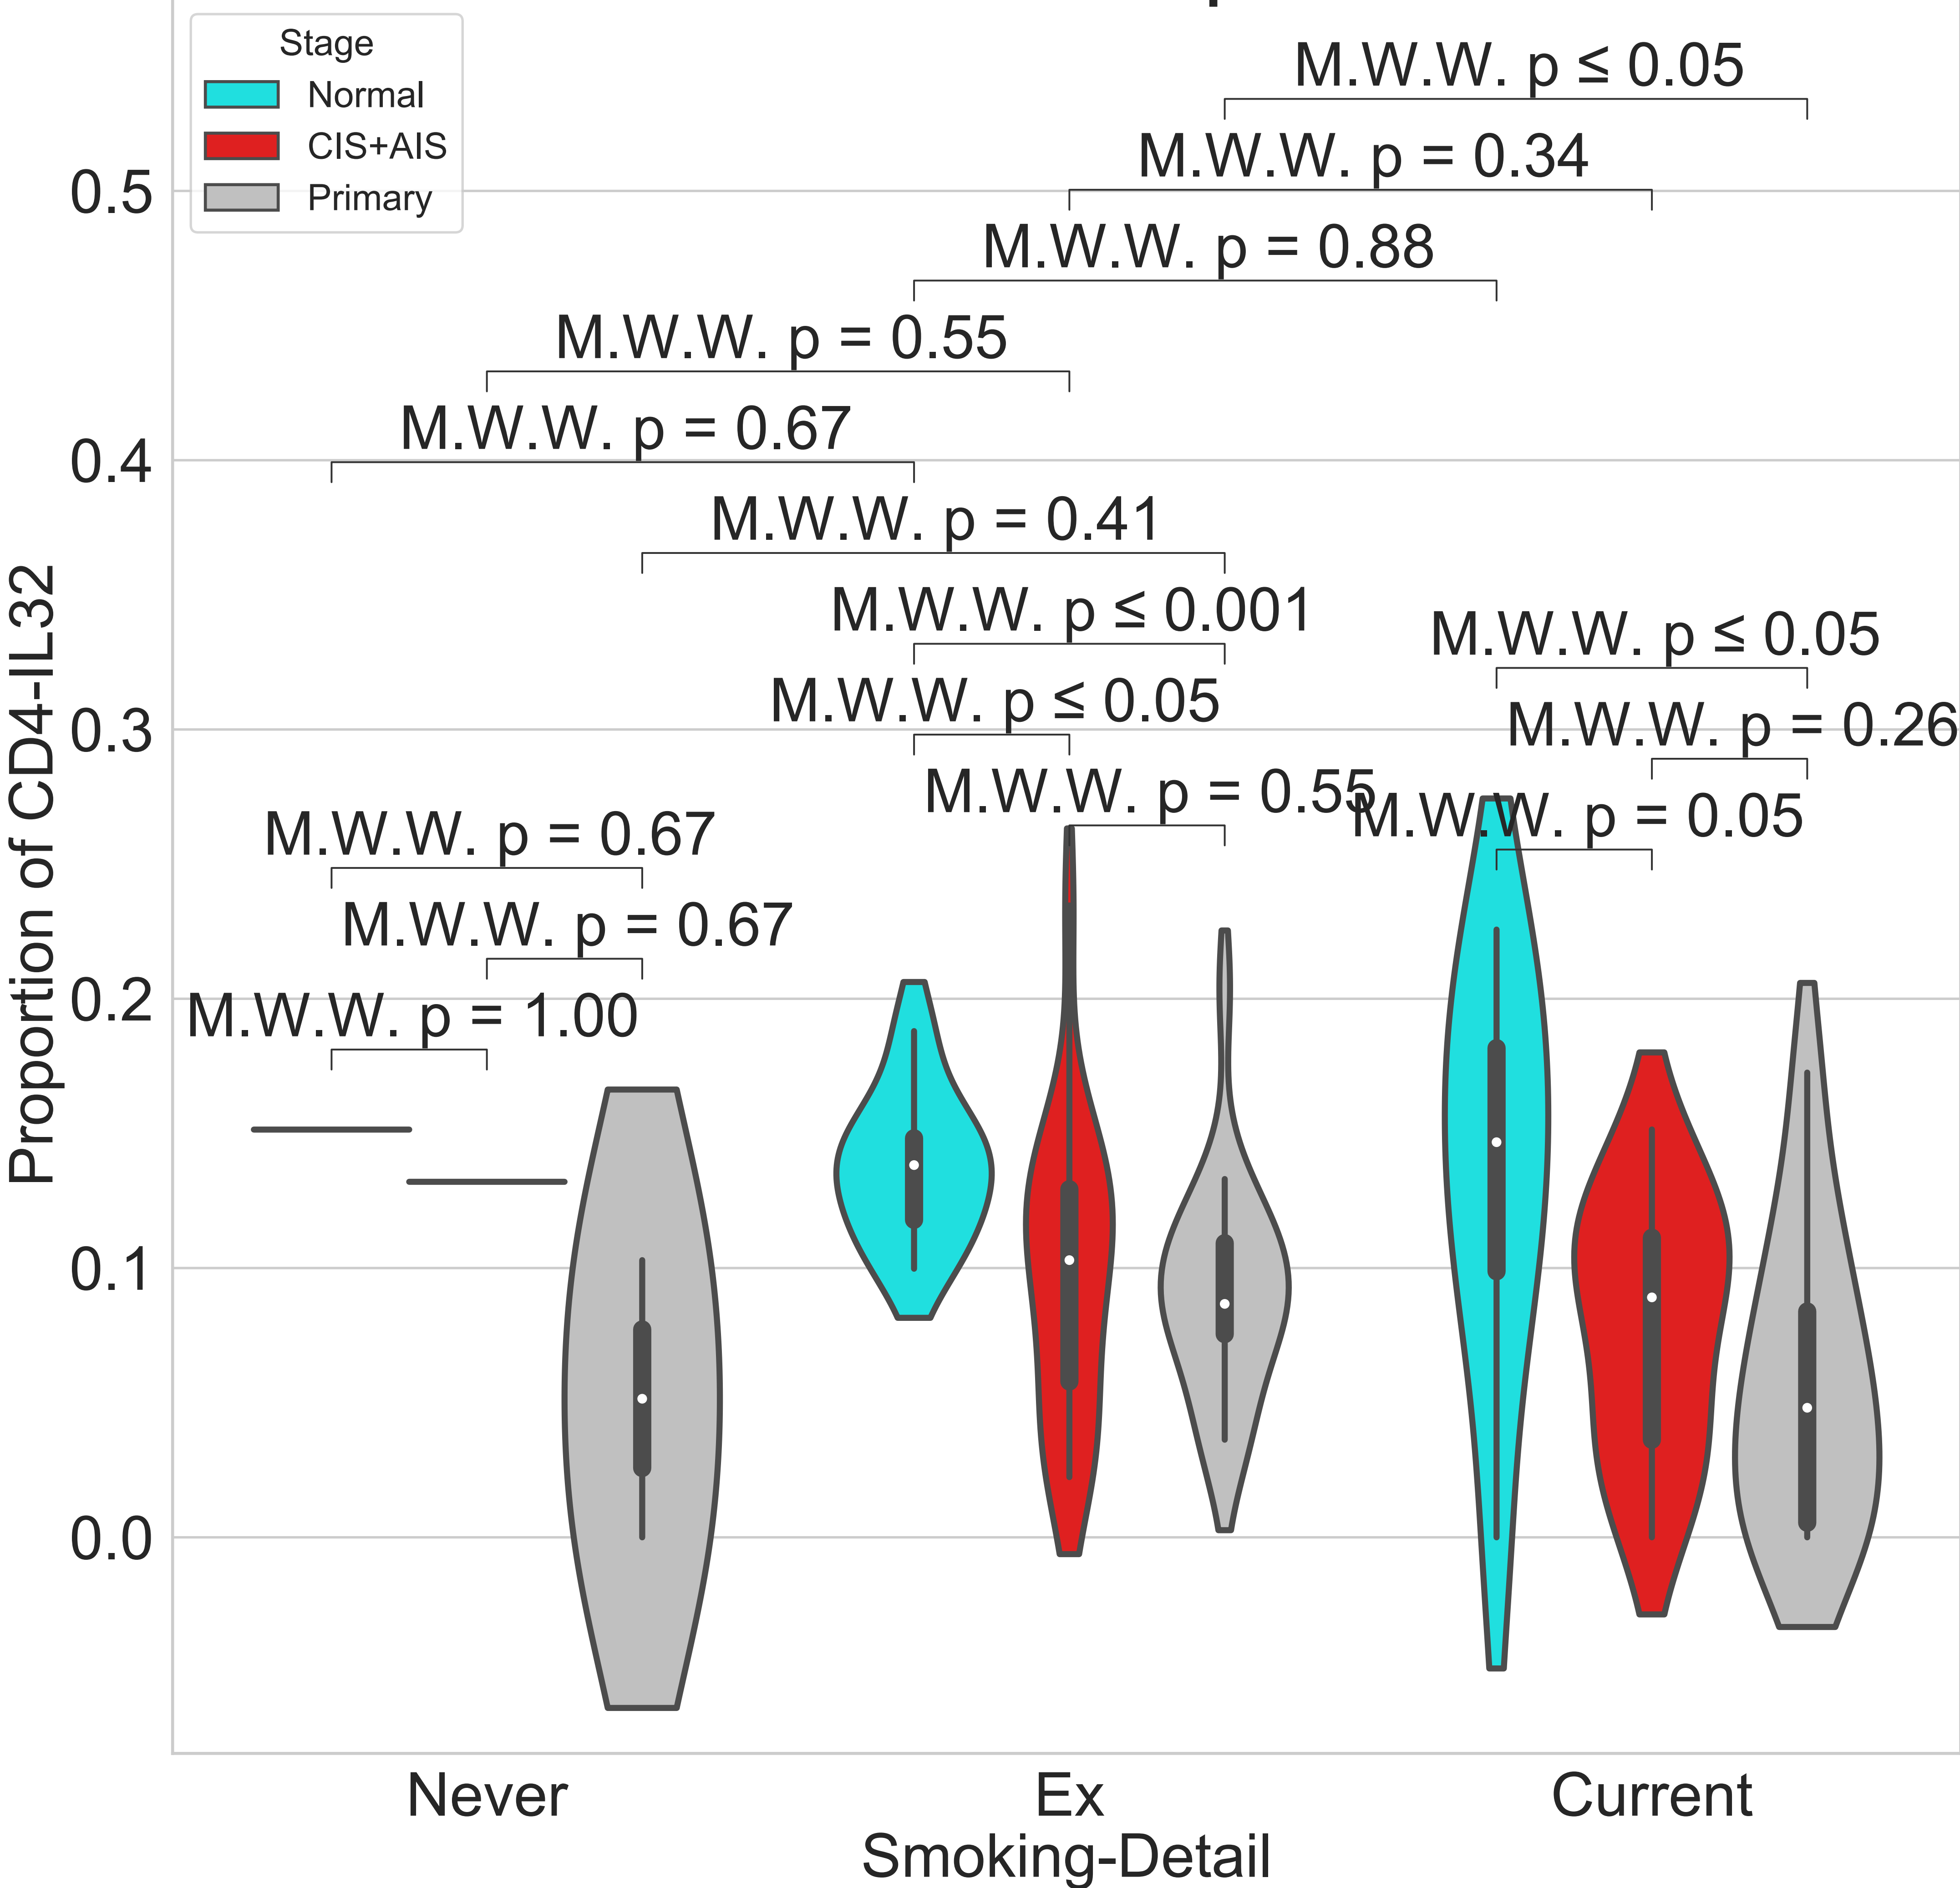 Stage
Normal
CIS+AIS
Primary
M.W.W. p ≤ 0.05
M.W.W. p = 0.34
M.W.W. p = 0.88
M.W.W. p = 0.55
M.W.W. p = 0.67
M.W.W. p = 0.41
M.W.W. p ≤ 0.001
M.W.W. p ≤ 0.05
M.W.W. p ≤ 0.05
M.W.W. p = 0.26
M.W.W. p = 0.55
M.W.W. p = 0.05
M.W.W. p = 0.67
M.W.W. p = 0.67
M.W.W. p = 1.00
Proportion of CD4-IL32
0.5
0.4
0.3
0.2
0.1
0.0
Never
Ex
Current
Smoking-Detail